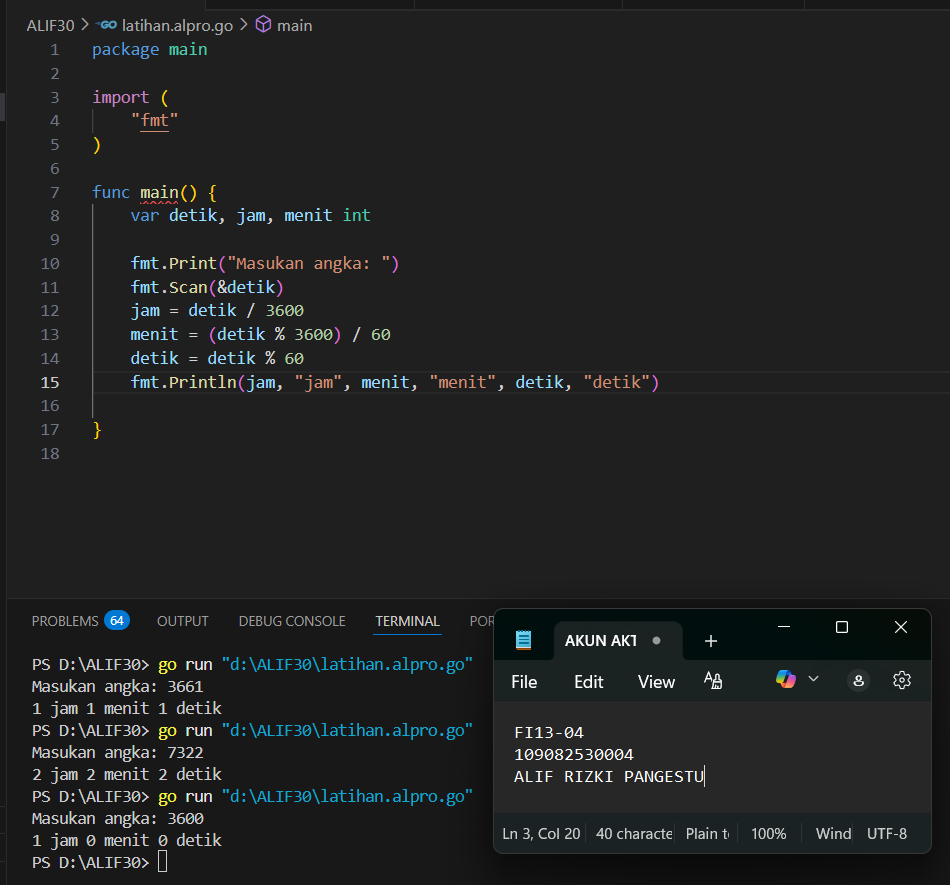 ALIF30 > latihan.alpro.go > main
1 package main
2
3 import (
4 "fmt"
5 )
6
7 func main() {
8 var detik, jam, menit int
9
10 fmt.Print("Masukan angka: ")
11 fmt.Scan(&detik)
12 jam = detik / 3600
13 menit = (detik % 3600) / 60
14 detik = detik % 60
15 fmt.Println(jam, "jam", menit, "menit", detik, "detik")
16
17 }
18
PROBLEMS 64 OUTPUT DEBUG CONSOLE TERMINAL POR
PS D:\ALIF30> go run "d:\ALIF30\latihan.alpro.go"
Masukan angka: 3661
1 jam 1 menit 1 detik
PS D:\ALIF30> go run "d:\ALIF30\latihan.alpro.go"
Masukan angka: 7322
2 jam 2 menit 2 detik
PS D:\ALIF30> go run "d:\ALIF30\latihan.alpro.go"
Masukan angka: 3600
1 jam 0 menit 0 detik
PS D:\ALIF30>
AKUN AKT
File Edit View
FI13-04
109082530004
ALIF RIZKI PANGESTU
Ln 3, Col 20 40 characte Plain t 100% Wind UTF-8